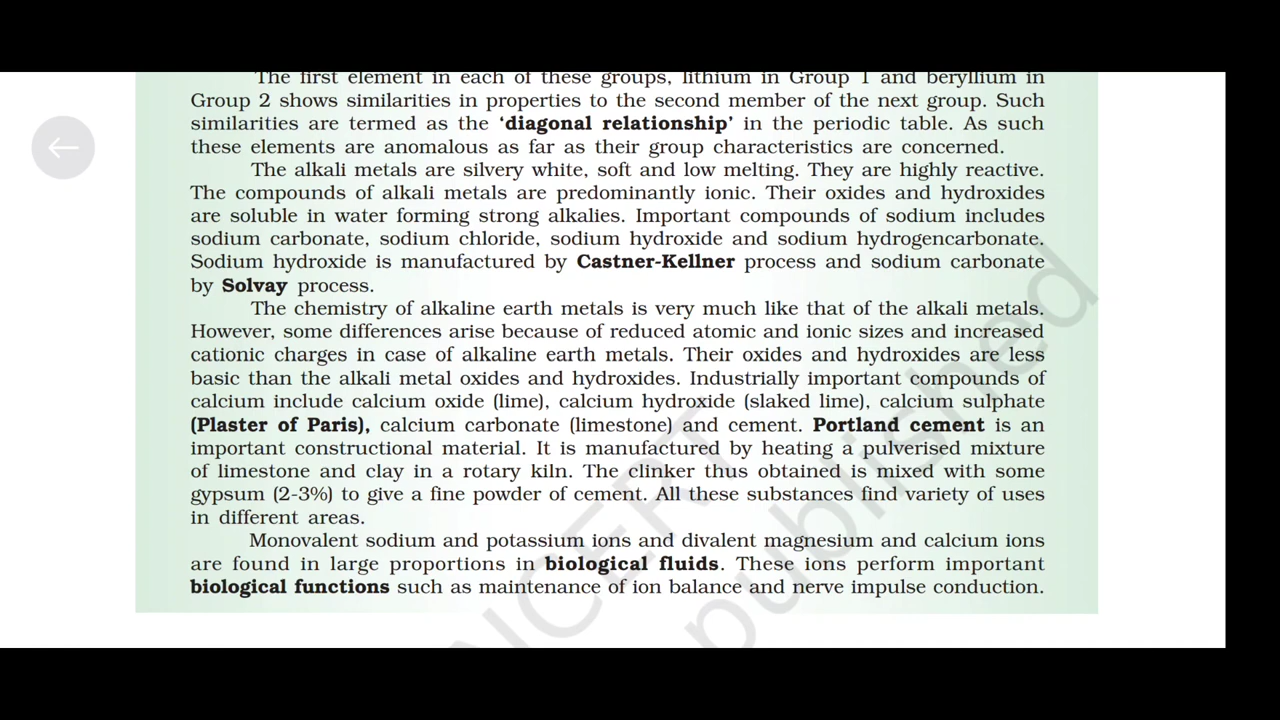 The first element in each of these groups, lithium in Group 1 and beryllium in
Group 2 shows similarities in properties to the second member of the next group. Such
similarities are termed as the ‘diagonal relationship’ in the periodic table. As such
these elements are anomalous as far as their group characteristics are concerned.
The alkali metals are silvery white, soft and low melting. They are highly reactive.
The compounds of alkali metals are predominantly ionic. Their oxides and hydroxides
are soluble in water forming strong alkalies. Important compounds of sodium includes
sodium carbonate, sodium chloride, sodium hydroxide and sodium hydrogencarbonate.
Sodium hydroxide is manufactured by Castner-Kellner process and sodium carbonate
by Solvay process.
The chemistry of alkaline earth metals is very much like that of the alkali metals.
However, some differences arise because of reduced atomic and ionic sizes and increased
cationic charges in case of alkaline earth metals. Their oxides and hydroxides are less
basic than the alkali metal oxides and hydroxides. Industrially important compounds of
calcium include calcium oxide (lime), calcium hydroxide (slaked lime), calcium sulphate
(Plaster of Paris), calcium carbonate (limestone) and cement. Portland cement is an
important constructional material. It is manufactured by heating a pulverised mixture
of limestone and clay in a rotary kiln. The clinker thus obtained is mixed with some
gypsum (2-3%) to give a fine powder of cement. All these substances find variety of uses
in different areas.
Monovalent sodium and potassium ions and divalent magnesium and calcium ions
are found in large proportions in biological fluids. These ions perform important
biological functions such as maintenance of ion balance and nerve impulse conduction.
NCERT
published